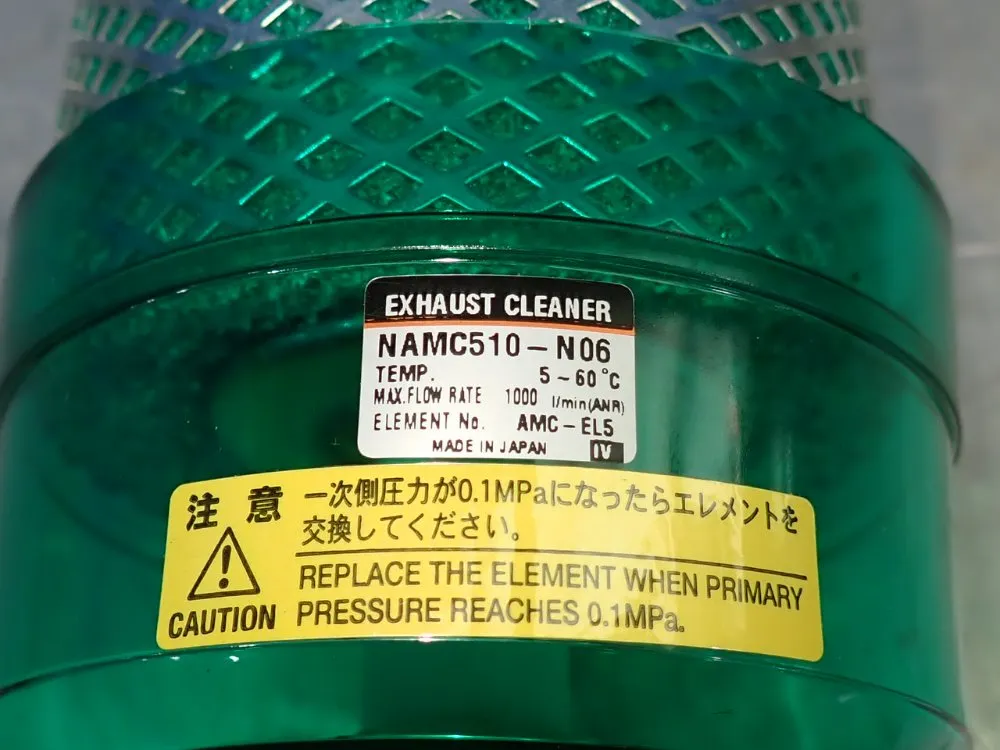 EXHAUST CLEANER
NAMC510-N06
TEMP. 5~60°C
MAX.FLOW RATE 1000 l/min(ANR)
ELEMENT No. AMC-EL5
MADE IN JAPAN IV
注意
CAUTION
一次側圧力が0.1MPaになったらエレメントを
交換してください。
REPLACE THE ELEMENT WHEN PRIMARY
PRESSURE REACHES 0.1MPa.